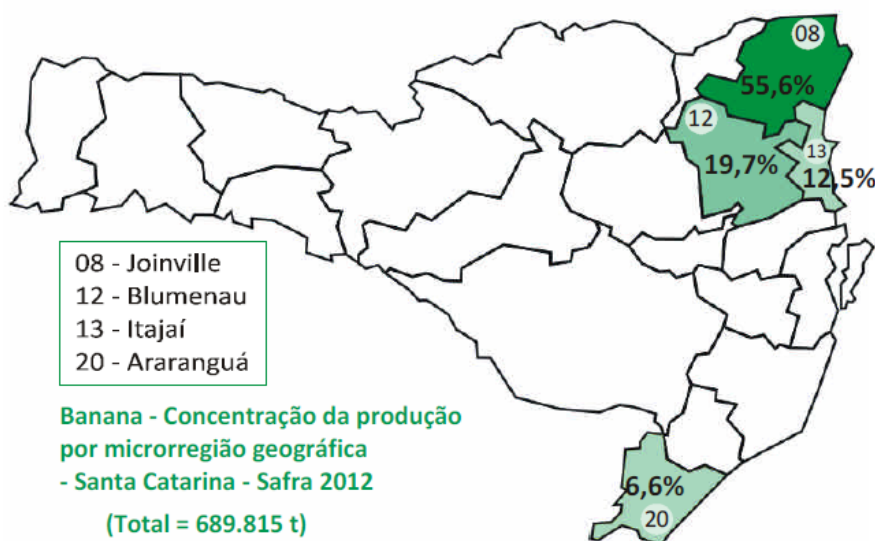 08
55,6%
12
13
19,7%
12,5%
08 - Joinville
12 - Blumenau
13 - Itajaí
20 - Araranguá
Banana - Concentração da produção
por microrregião geográfica
- Santa Catarina - Safra 2012
(Total = 689.815 t)
6,6%
20